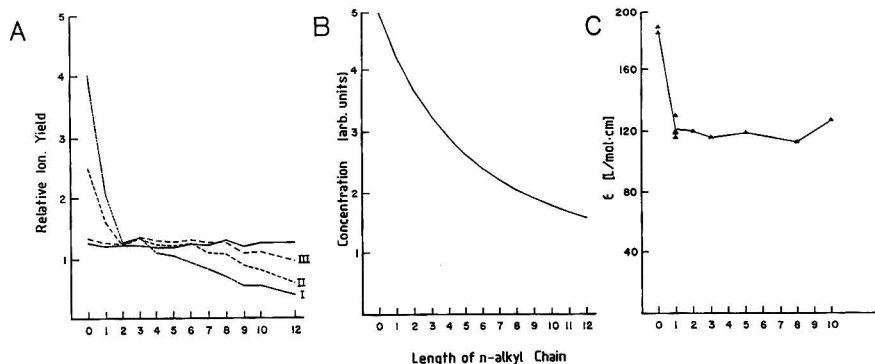 A
Relative Ion. Yield
5
4
3
2
1
III
II
I
0 1 2 3 4 5 6 7 8 9 10 12
B
Concentration (arb. units)
5
4
3
2
1
0 1 2 3 4 5 6 7 8 9 10 11 12
Length of n-alkyl Chain
C
ε [L/mol·cm]
200
160
120
80
40
0 1 2 3 4 5 6 7 8 9 10